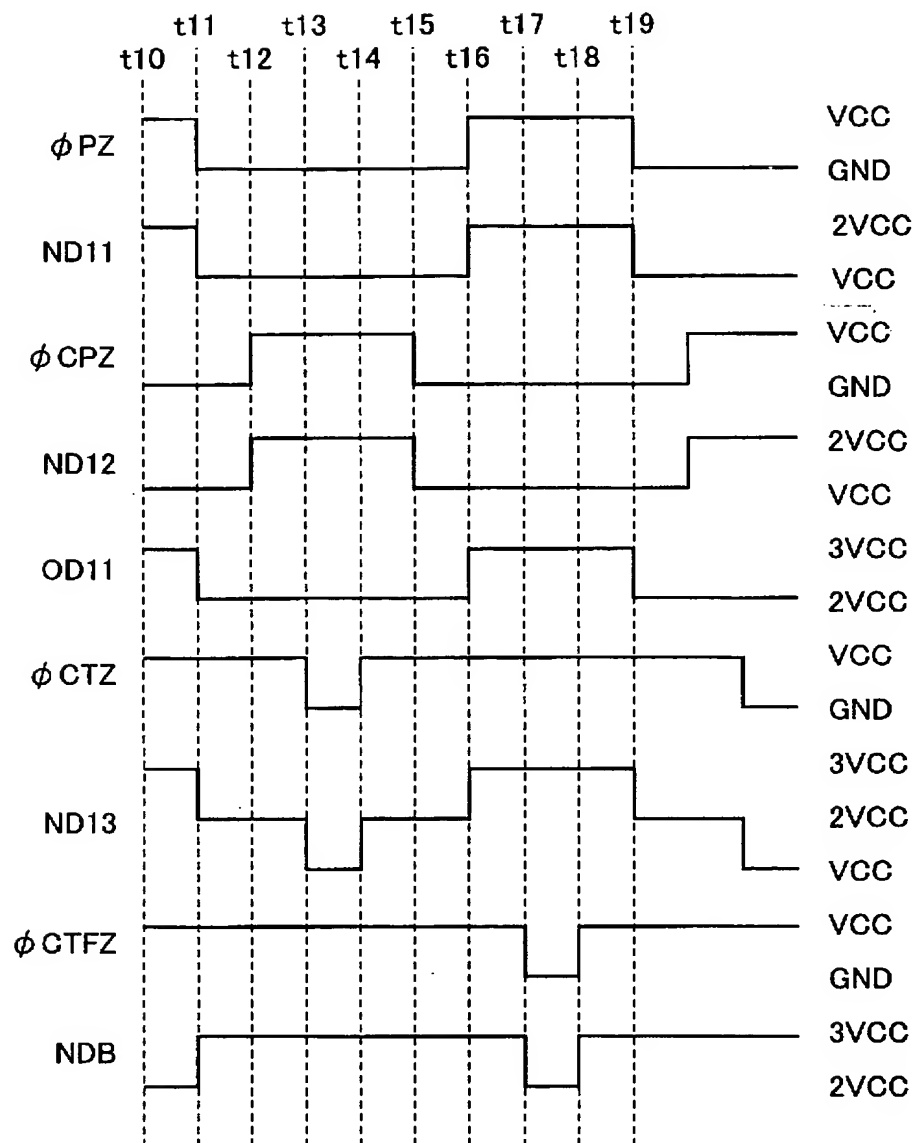 t11 t13 t15 t17 t19
t10 t12 t14 t16 t18
φPZ VCC
GND
ND11 2VCC
VCC
φCPZ VCC
GND
ND12 2VCC
VCC
OD11 3VCC
2VCC
φCTZ VCC
GND
ND13 3VCC
2VCC
VCC
φCTFZ VCC
GND
NDB 3VCC
2VCC